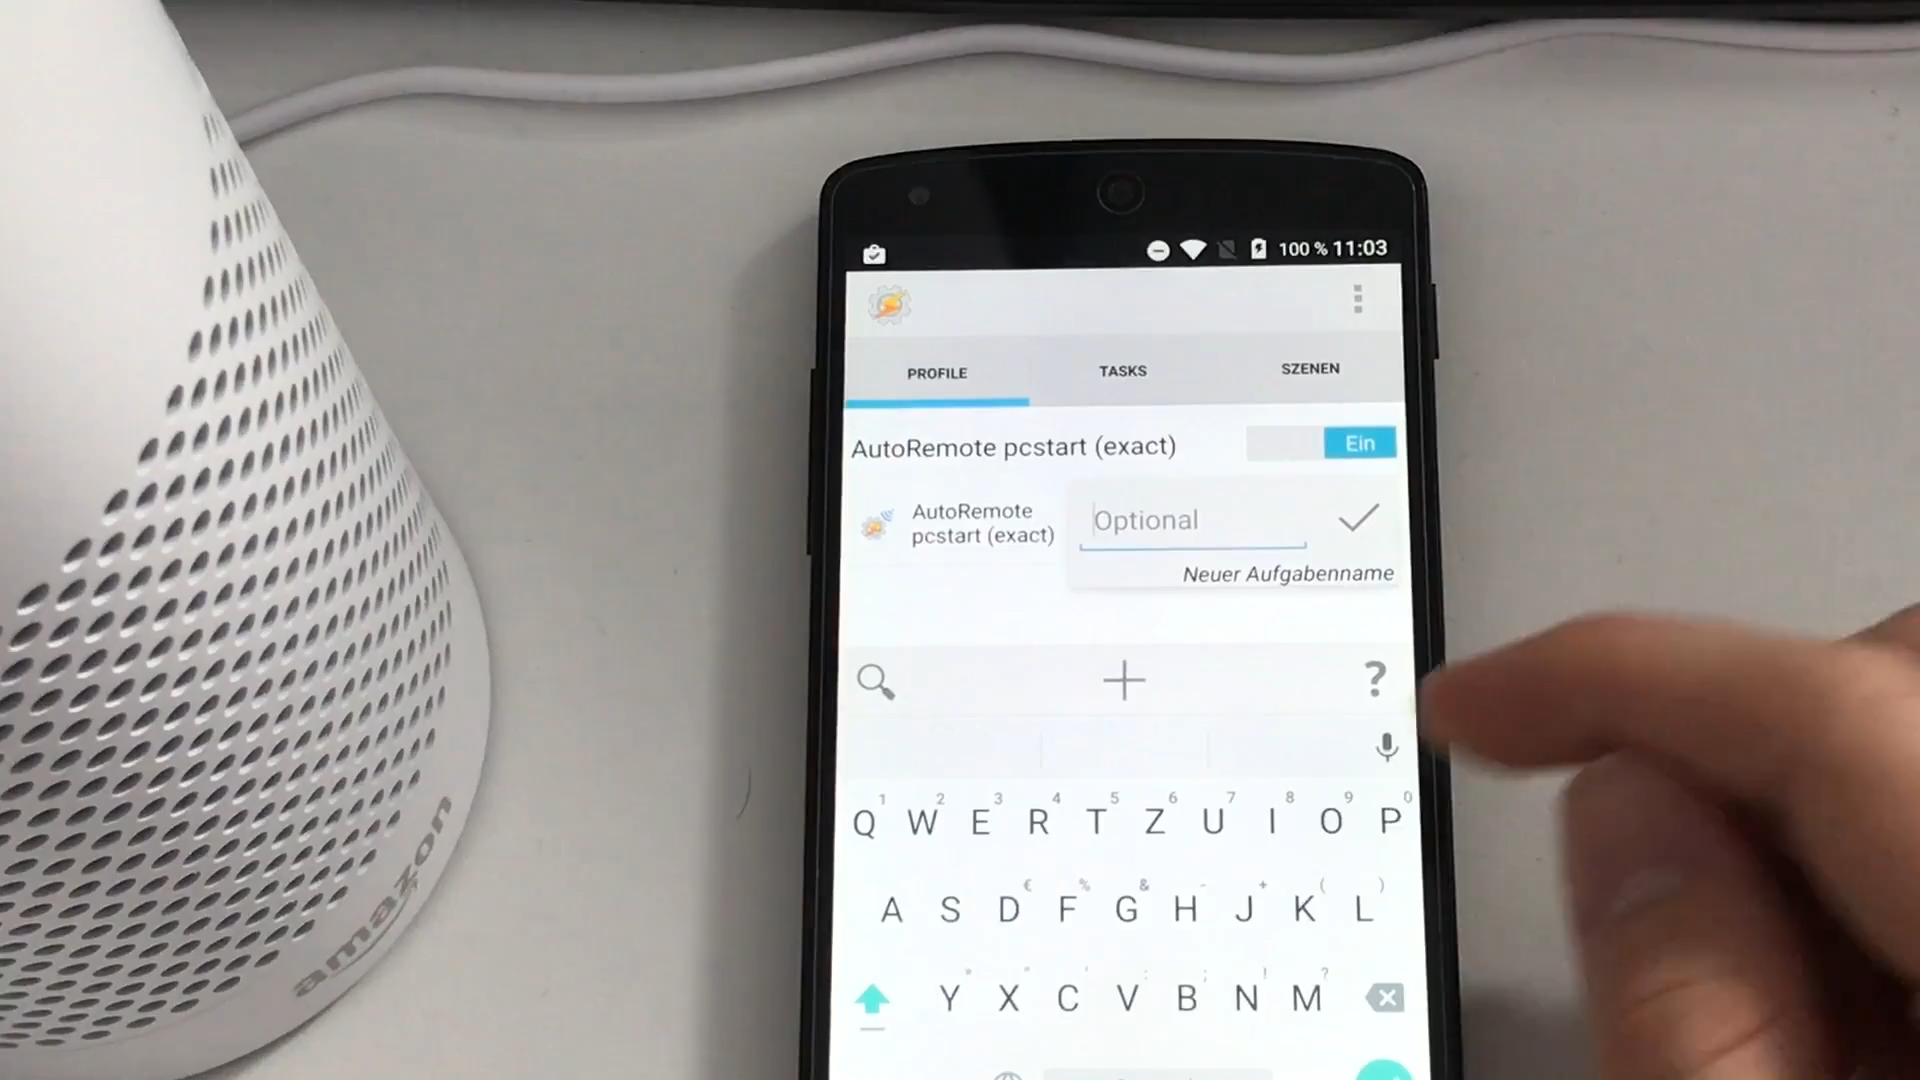 100 % 11:03
PROFILE TASKS SZENEN
AutoRemote pcstart (exact) Ein
AutoRemote
pcstart (exact)
Optional
Neuer Aufgabenname
?
1 2 3 4 5 6 7 8 9 0
Q W E R T Z U I O P
€ % & - + ( )
A S D F G H J K L
Y X C V B N M
amazon